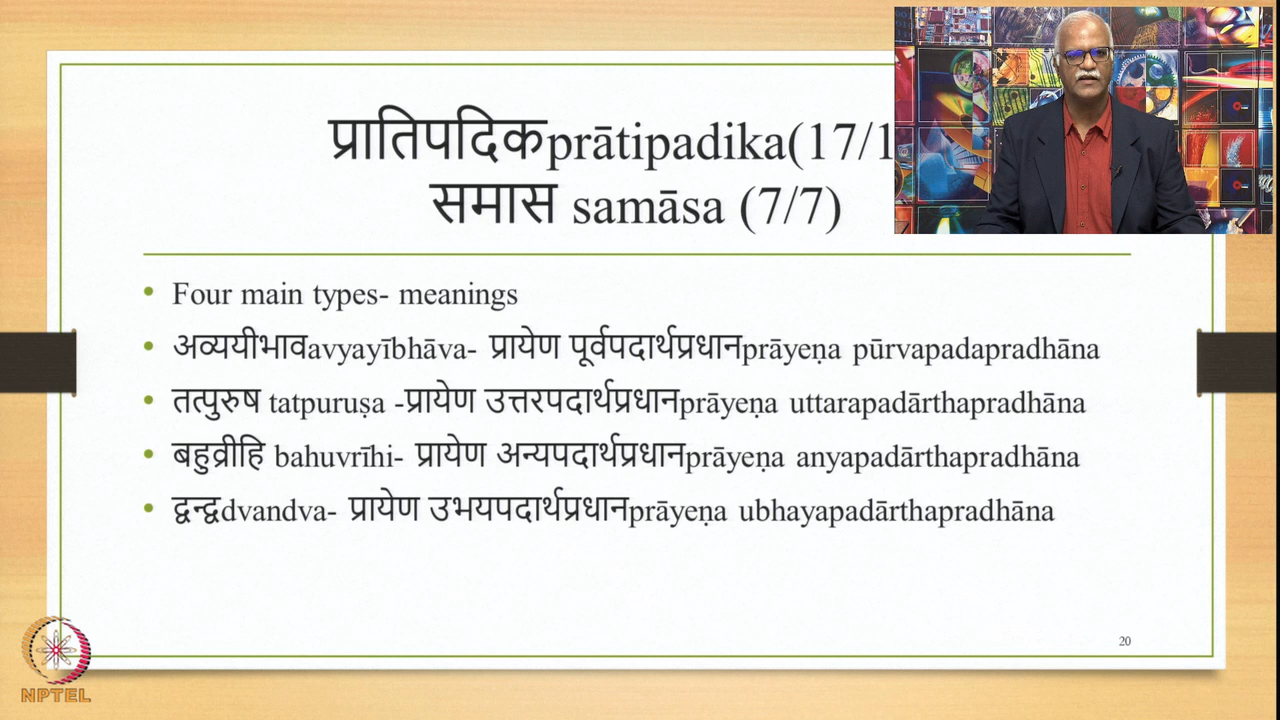 प्रातिपदिकprātipadika(17/1
समास samāsa (7/7)
• Four main types- meanings
• अव्ययीभावavyayībhāva- प्रायेण पूर्वपदार्थप्रधानprāyeṇa pūrvapadapradhāna
• तत्पुरुष tatpuruṣa -प्रायेण उत्तरपदार्थप्रधानprāyeṇa uttarapadārthapradhāna
• बहुव्रीहि bahuvrīhi- प्रायेण अन्यपदार्थप्रधानprāyeṇa anyapadārthapradhāna
• द्वन्द्वdvandva- प्रायेण उभयपदार्थप्रधानprāyeṇa ubhayapadārthapradhāna
20
NPTEL